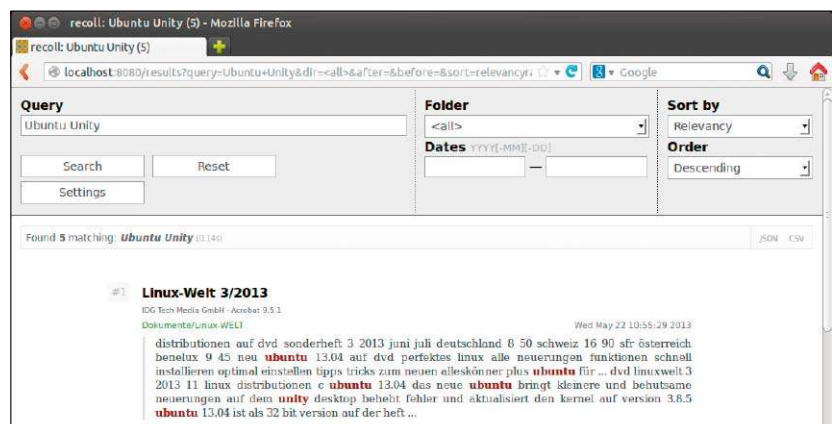 recoll: Ubuntu Unity (5) - Mozilla Firefox
recoll: Ubuntu Unity (5)
localhost:8080/results?query=Ubuntu+Unity&dir=<all>&after=&before=&sort=relevancyra
Google
Query
Folder
Sort by
Ubuntu Unity
<all>
Relevancy
Dates YYYY[-MM][-DD]
Order
Search
Reset
—
Descending
Settings
Found 5 matching: Ubuntu Unity (0.14s)
JSON CSV
#1 Linux-Welt 3/2013
IDG Tech Media GmbH - Acrobat 9.5.1
Dokumente/Linux-WELT
Wed May 22 10:55:29 2013
distributionen auf dvd sonderheft 3 2013 juni juli deutschland 8 50 schweiz 16 90 sfr österreich
benelux 9 45 neu ubuntu 13.04 auf dvd perfektes linux alle neuerungen funktionen schnell
installieren optimal einstellen tipps tricks zum neuen alleskönner plus ubuntu für ... dvd linuxwelt 3
2013 11 linux distributionen c ubuntu 13.04 das neue ubuntu bringt kleinere und behutsame
neuerungen auf dem unity desktop behebt fehler und aktualisiert den kernel auf version 3.8.5
ubuntu 13.04 ist als 32 bit version auf der heft ...